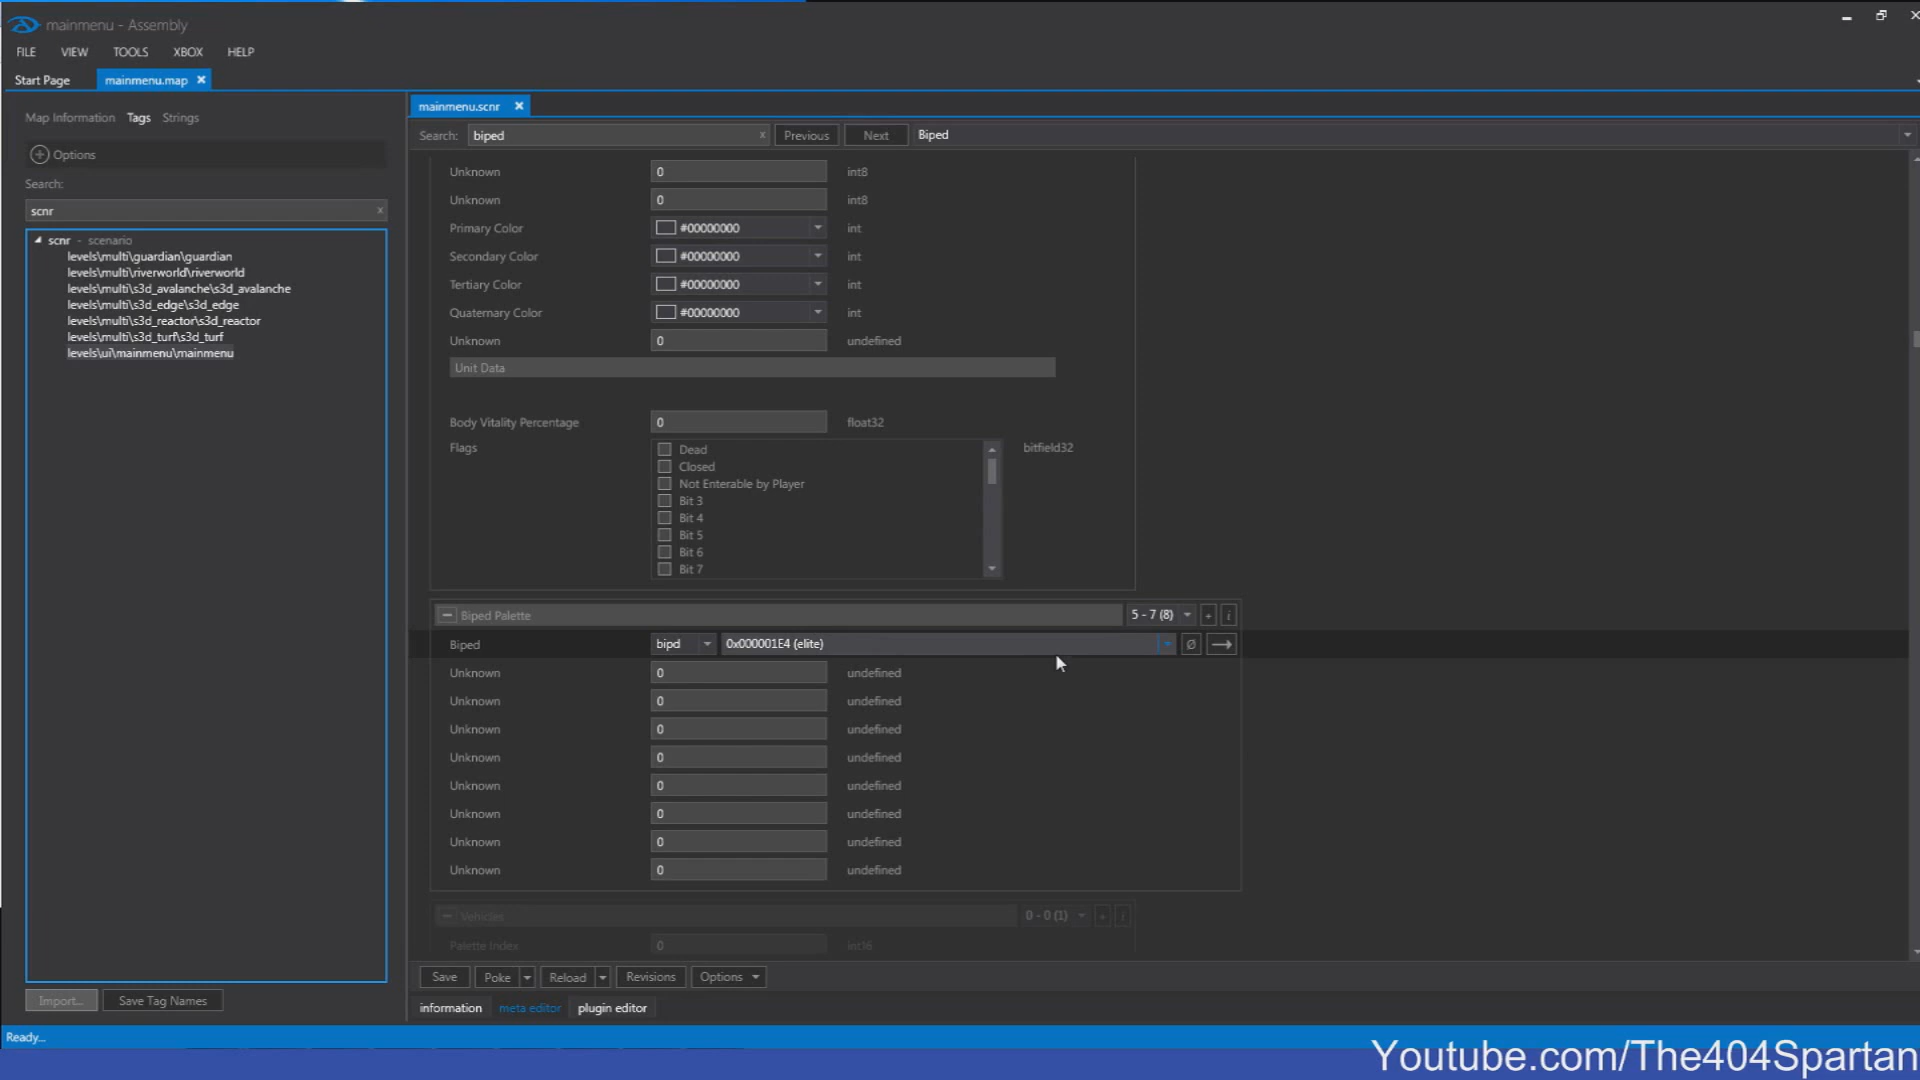 mainmenu - Assembly
FILE VIEW TOOLS XBOX HELP
Start Page mainmenu.map x
Map Information Tags Strings
Options
Search:
scnr x
scnr - scenario
levels\multi\guardian\guardian
levels\multi\riverworld\riverworld
levels\multi\s3d_avalanche\s3d_avalanche
levels\multi\s3d_edge\s3d_edge
levels\multi\s3d_reactor\s3d_reactor
levels\multi\s3d_turf\s3d_turf
levels\ui\mainmenu\mainmenu
Import... Save Tag Names
mainmenu.scnr x
Search: biped x Previous Next Biped
Unknown 0 int8
Unknown 0 int8
Primary Color #00000000 int
Secondary Color #00000000 int
Tertiary Color #00000000 int
Quaternary Color #00000000 int
Unknown 0 undefined
Unit Data
Body Vitality Percentage 0 float32
Flags bitfield32
Dead
Closed
Not Enterable by Player
Bit 3
Bit 4
Bit 5
Bit 6
Bit 7
Biped Palette 5 - 7 (8) + i
Biped bipd 0x000001E4 (elite) Ø →
Unknown 0 undefined
Unknown 0 undefined
Unknown 0 undefined
Unknown 0 undefined
Unknown 0 undefined
Unknown 0 undefined
Unknown 0 undefined
Unknown 0 undefined
Vehicles 0 - 0 (1) + i
Palette Index 0 int16
Save Poke Reload Revisions Options
information meta editor plugin editor
Ready...
Youtube.com/The404Spartan